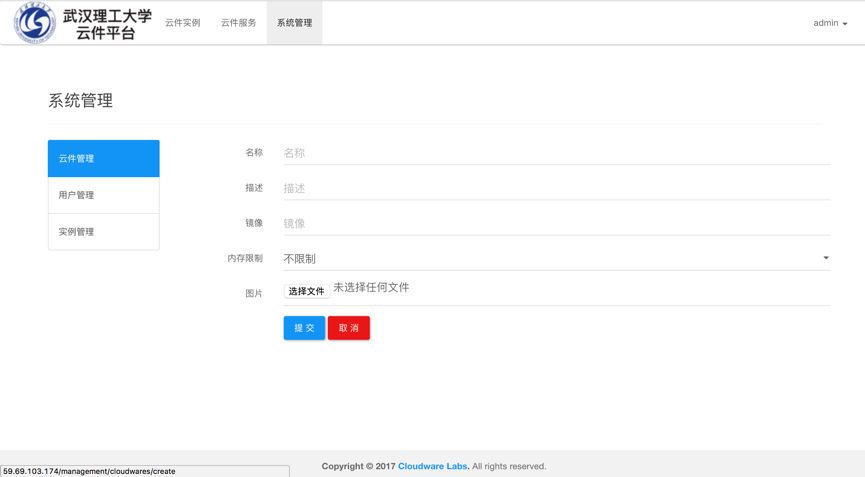 武汉理工大学
云件平台
云件实例 云件服务 系统管理 admin
系统管理
云件管理
用户管理
实例管理
名称 名称
描述 描述
镜像 镜像
内存限制 不限制
图片 选择文件 未选择任何文件
提 交 取 消
Copyright © 2017 Cloudware Labs. All rights reserved.
59.69.103.174/management/cloudwares/create